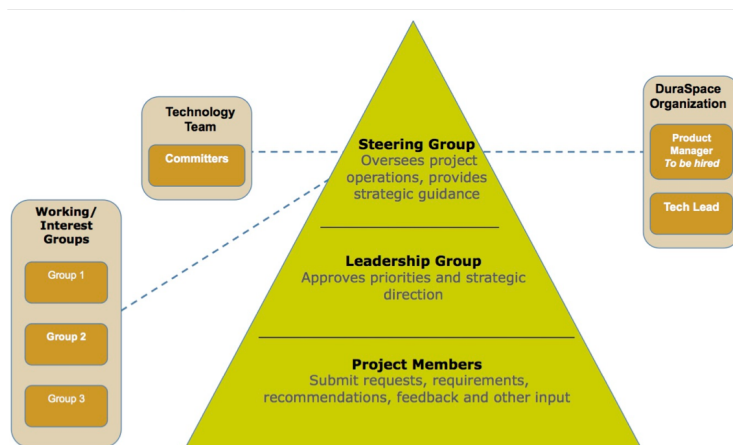 Technology
Team
Committers
Working/
Interest
Groups
Group 1
Group 2
Group 3
Steering Group
Oversees project
operations, provides
strategic guidance
Leadership Group
Approves priorities and strategic
direction
Project Members
Submit requests, requirements,
recommendations, feedback and other input
DuraSpace
Organization
Product
Manager
To be hired
Tech Lead